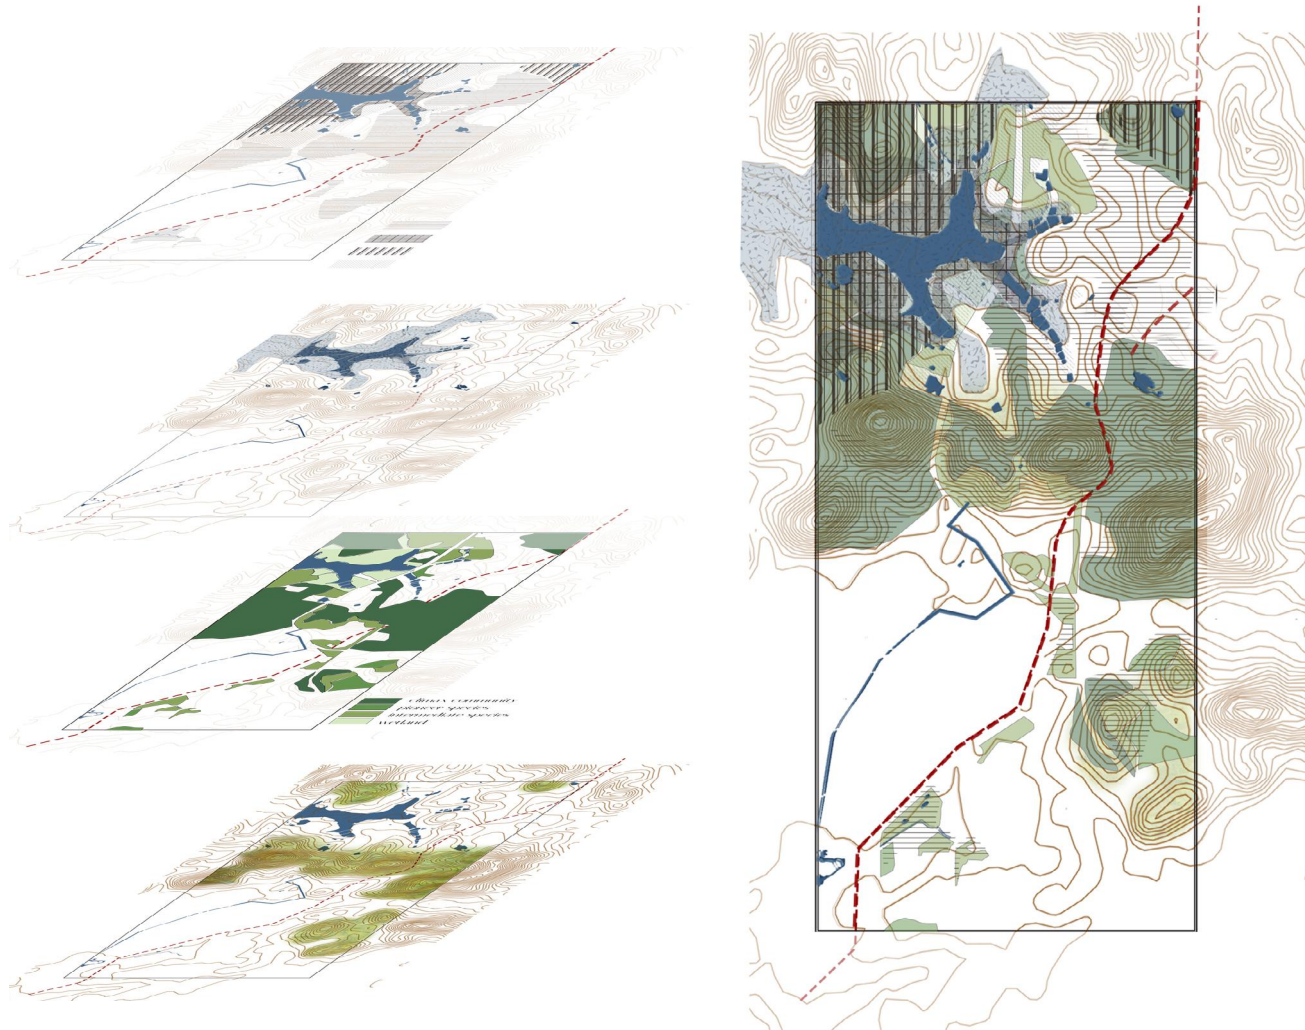 climax community
pioneer species
intermediate species
wetland